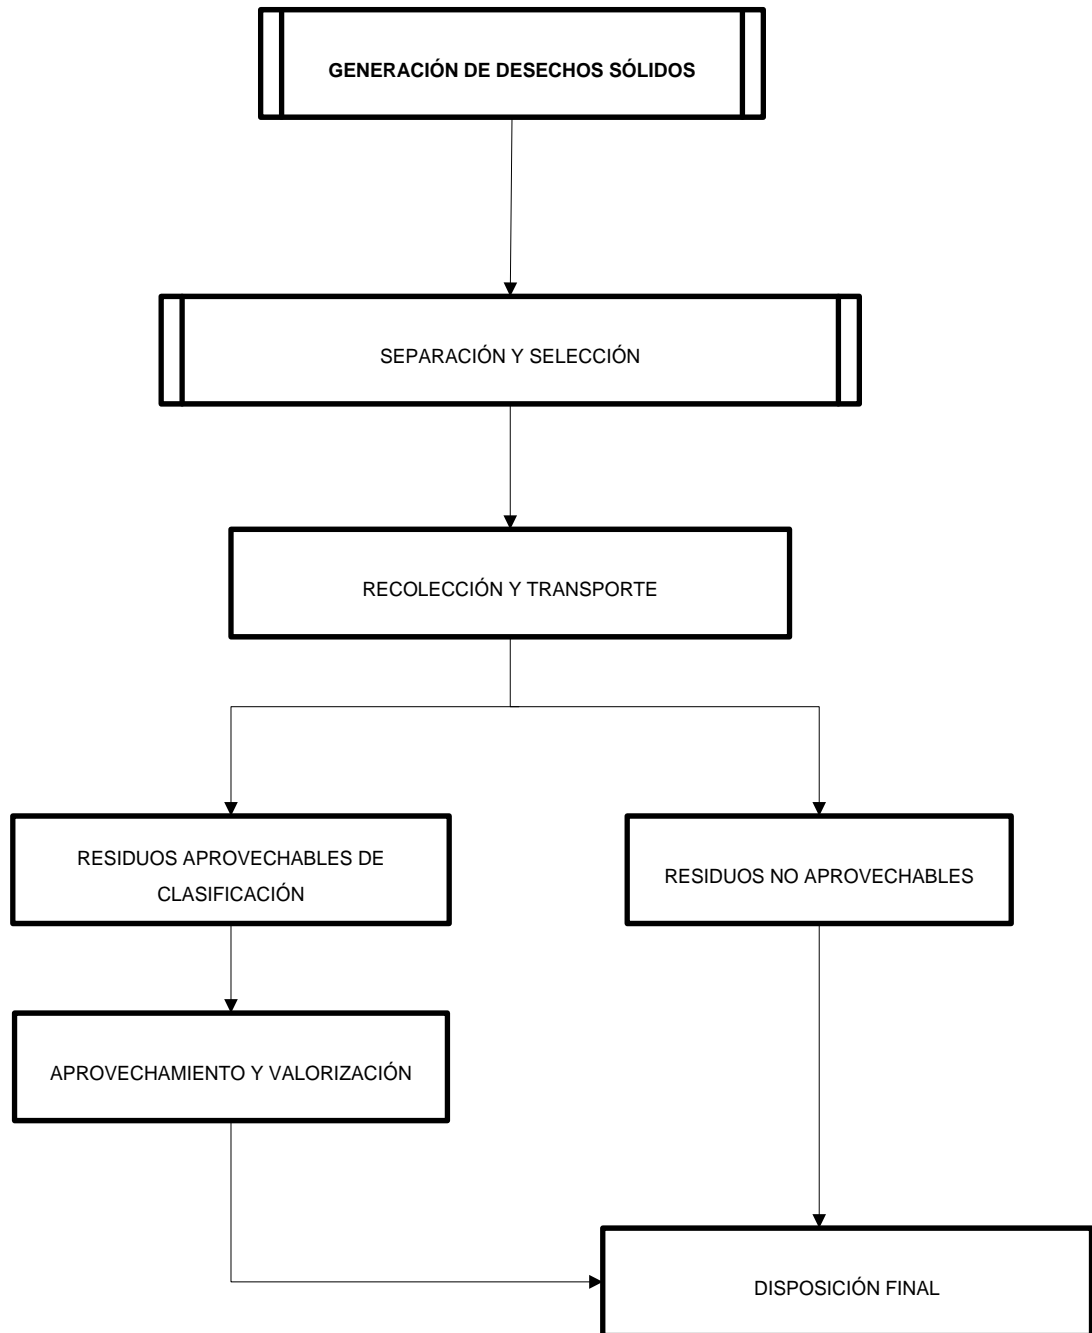 GENERACIÓN DE DESECHOS SÓLIDOS
SEPARACIÓN Y SELECCIÓN
RECOLECCIÓN Y TRANSPORTE
RESIDUOS APROVECHABLES DE
CLASIFICACIÓN
RESIDUOS NO APROVECHABLES
APROVECHAMIENTO Y VALORIZACIÓN
DISPOSICIÓN FINAL